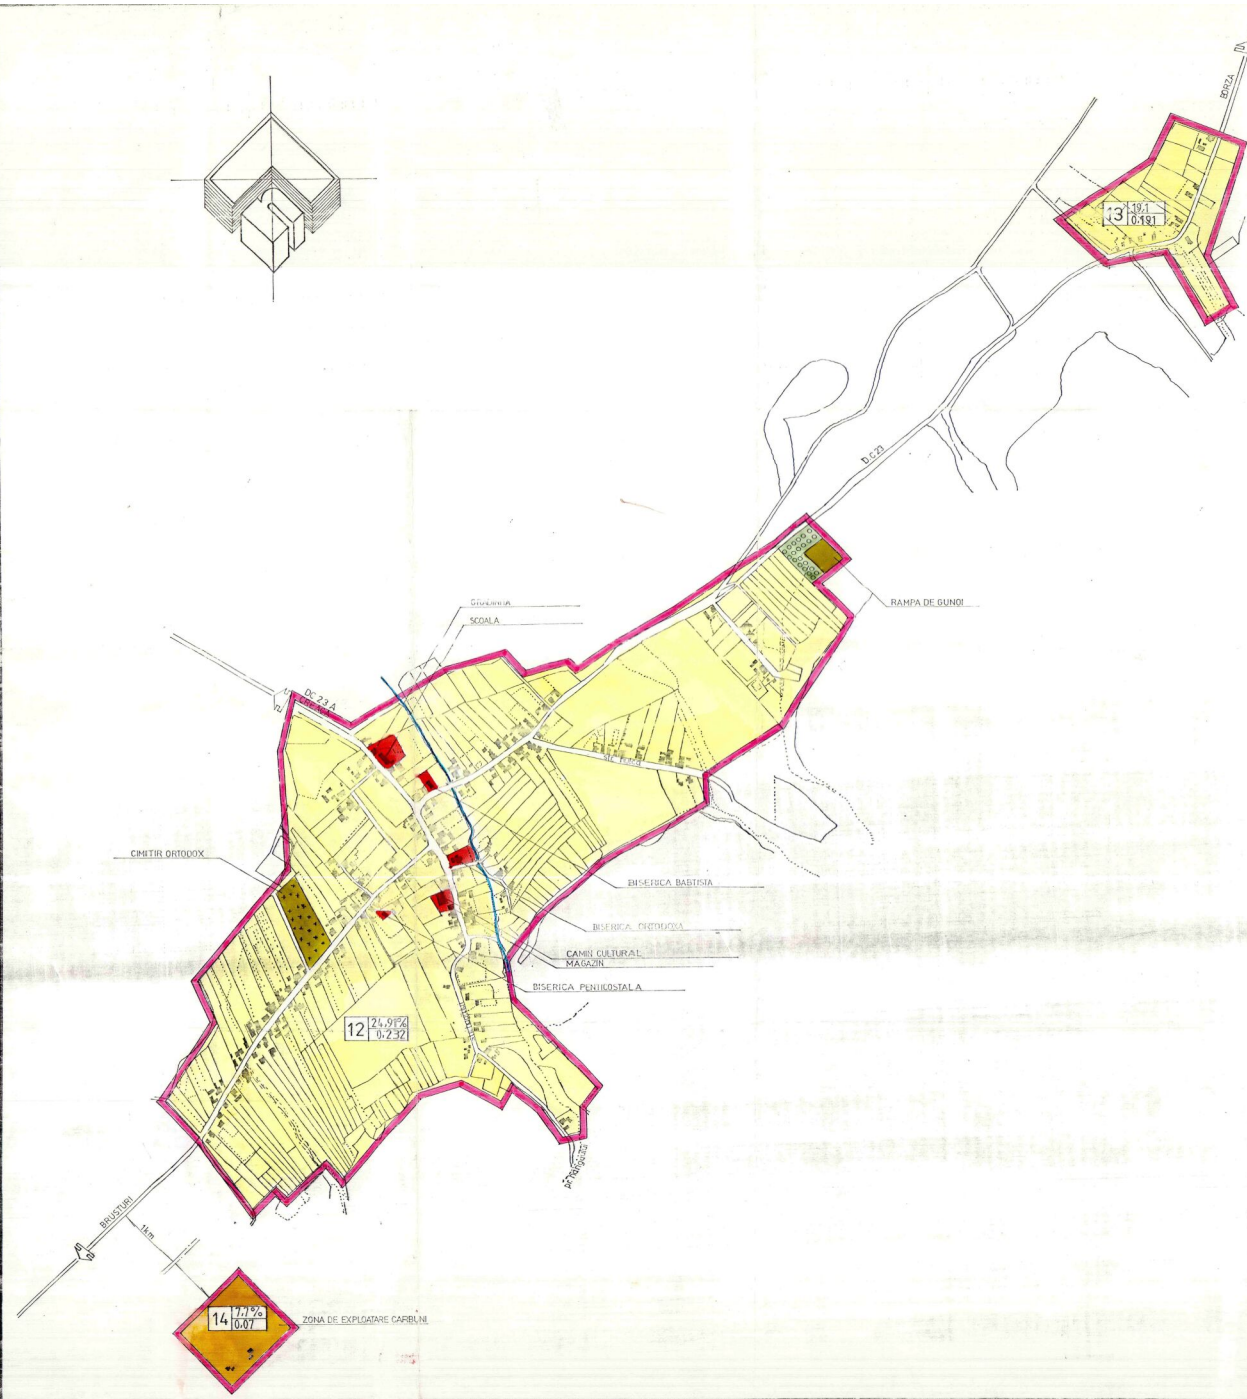 BORZA
13
19.1
0.191
D.C.23
RAMPA DE GUNOI
GRADINITA
SCOALA
DC 23 A
CIMITIR ORTODOX
BISERICA BABTISTA
BISERICA ORTODOXA
CAMIN CULTURAL
MAGAZIN
BISERICA PENTICOSTALA
12
24.91%
0.232
BRUSTURI
1km
14
7.7%
0.07
ZONA DE EXPLOATARE CARBUNI